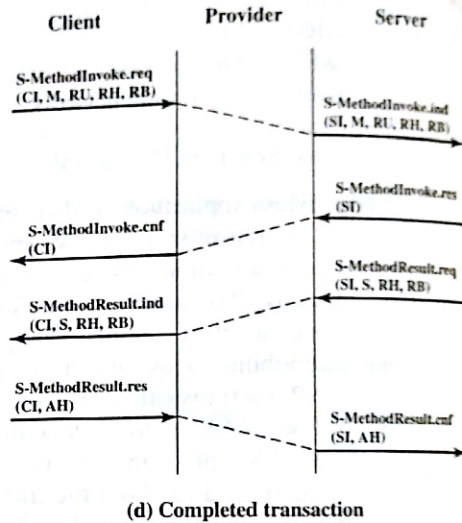 Client Provider Server
S-MethodInvoke.req
(CI, M, RU, RH, RB)
S-MethodInvoke.ind
(SI, M, RU, RH, RB)
S-MethodInvoke.res
(SI)
S-MethodInvoke.cnf
(CI)
S-MethodResult.req
(SI, S, RH, RB)
S-MethodResult.ind
(CI, S, RH, RB)
S-MethodResult.res
(CI, AH)
S-MethodResult.cnf
(SI, AH)
(d) Completed transaction